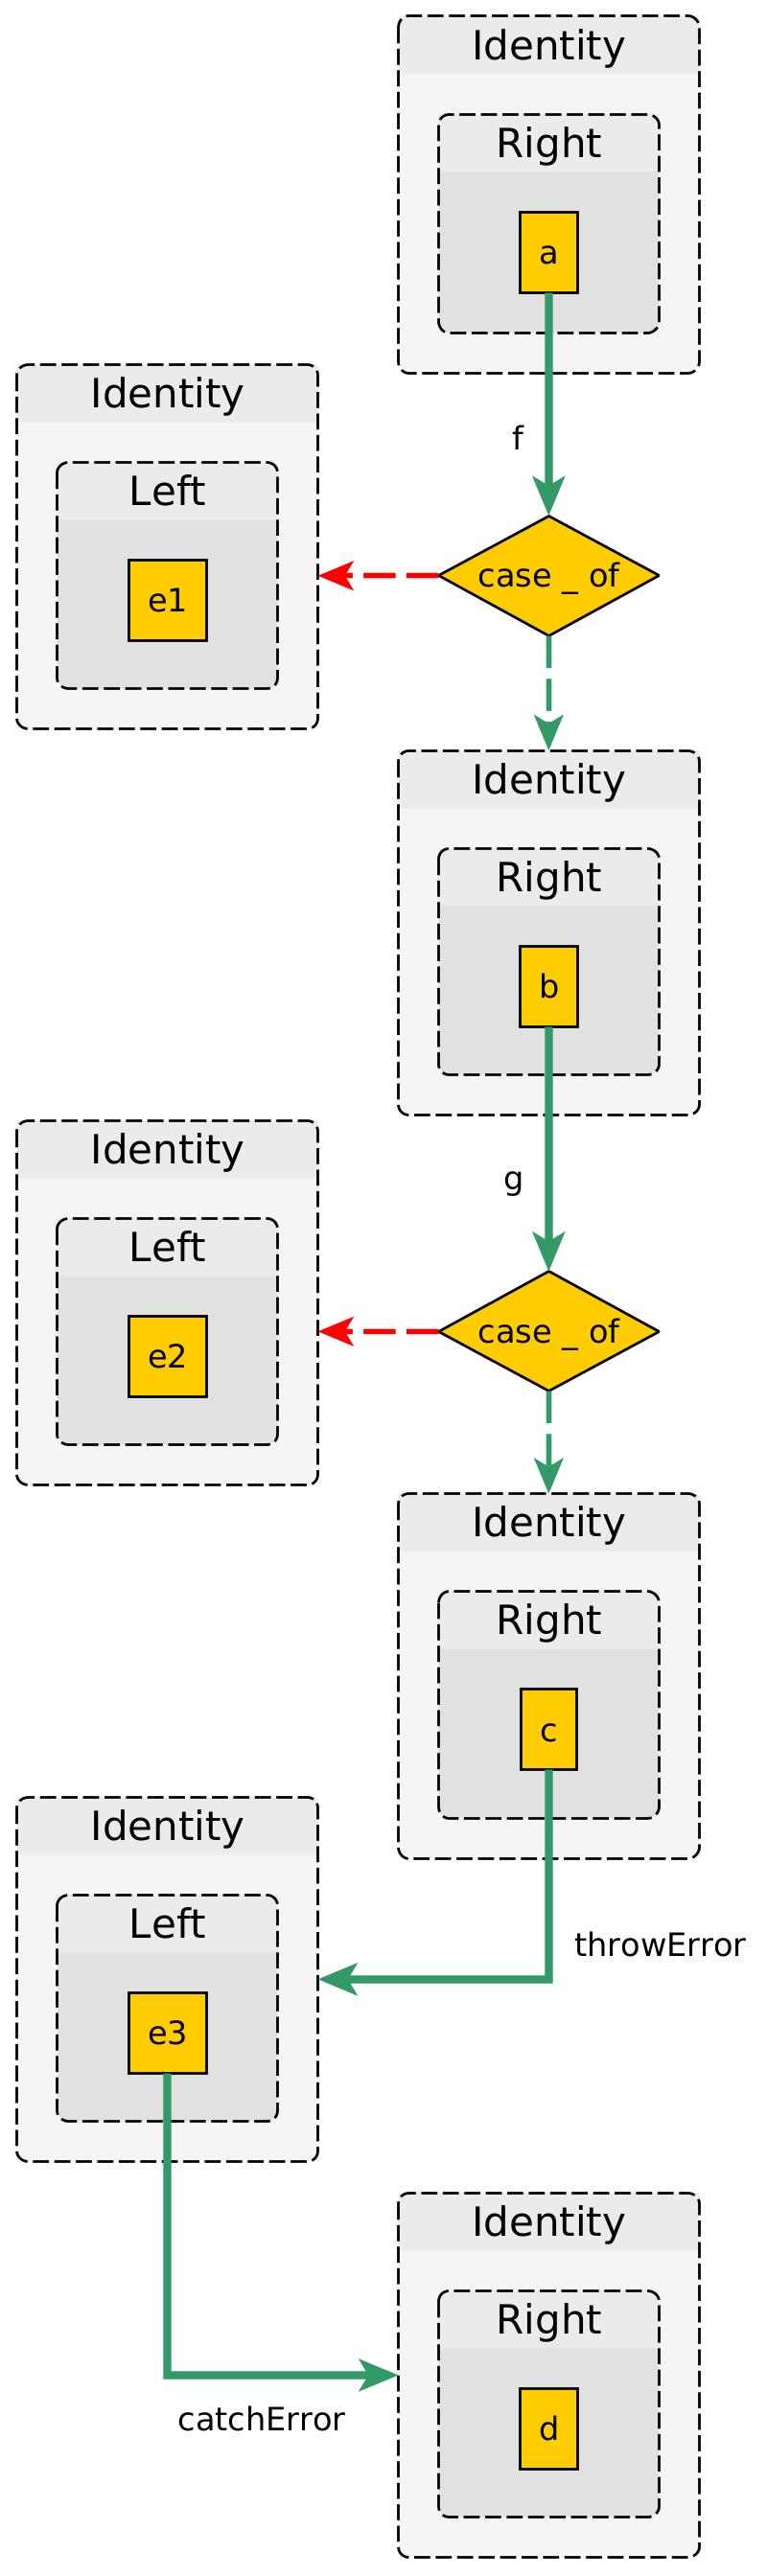 Identity
Right
a
f
Identity
Left
e1
case _ of
Identity
Right
b
g
Identity
Left
e2
case _ of
Identity
Right
c
Identity
Left
e3
throwError
Identity
Right
d
catchError